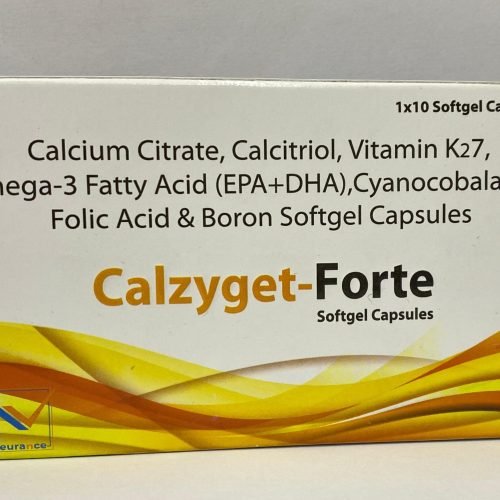 1x10 Softgel Ca
Calcium Citrate, Calcitriol, Vitamin K27,
nega-3 Fatty Acid (EPA+DHA),Cyanocobala
Folic Acid & Boron Softgel Capsules
Calzyget-Forte
Softgel Capsules
eurance